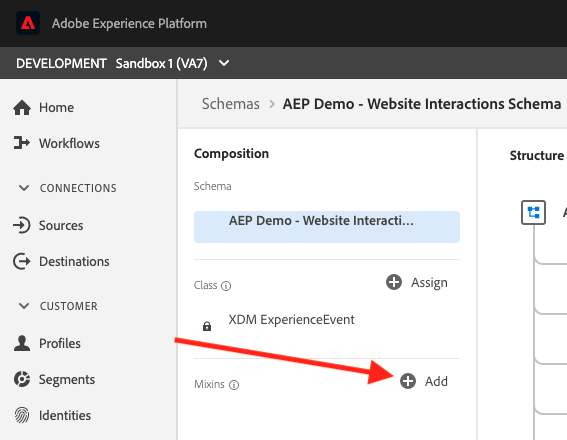 Adobe Experience Platform
DEVELOPMENT Sandbox 1 (VA7)
Home
Workflows
CONNECTIONS
Sources
Destinations
CUSTOMER
Profiles
Segments
Identities
Schemas > AEP Demo - Website Interactions Schema
Composition
Schema
AEP Demo - Website Interacti...
Class
Assign
XDM ExperienceEvent
Mixins
Add
Structure